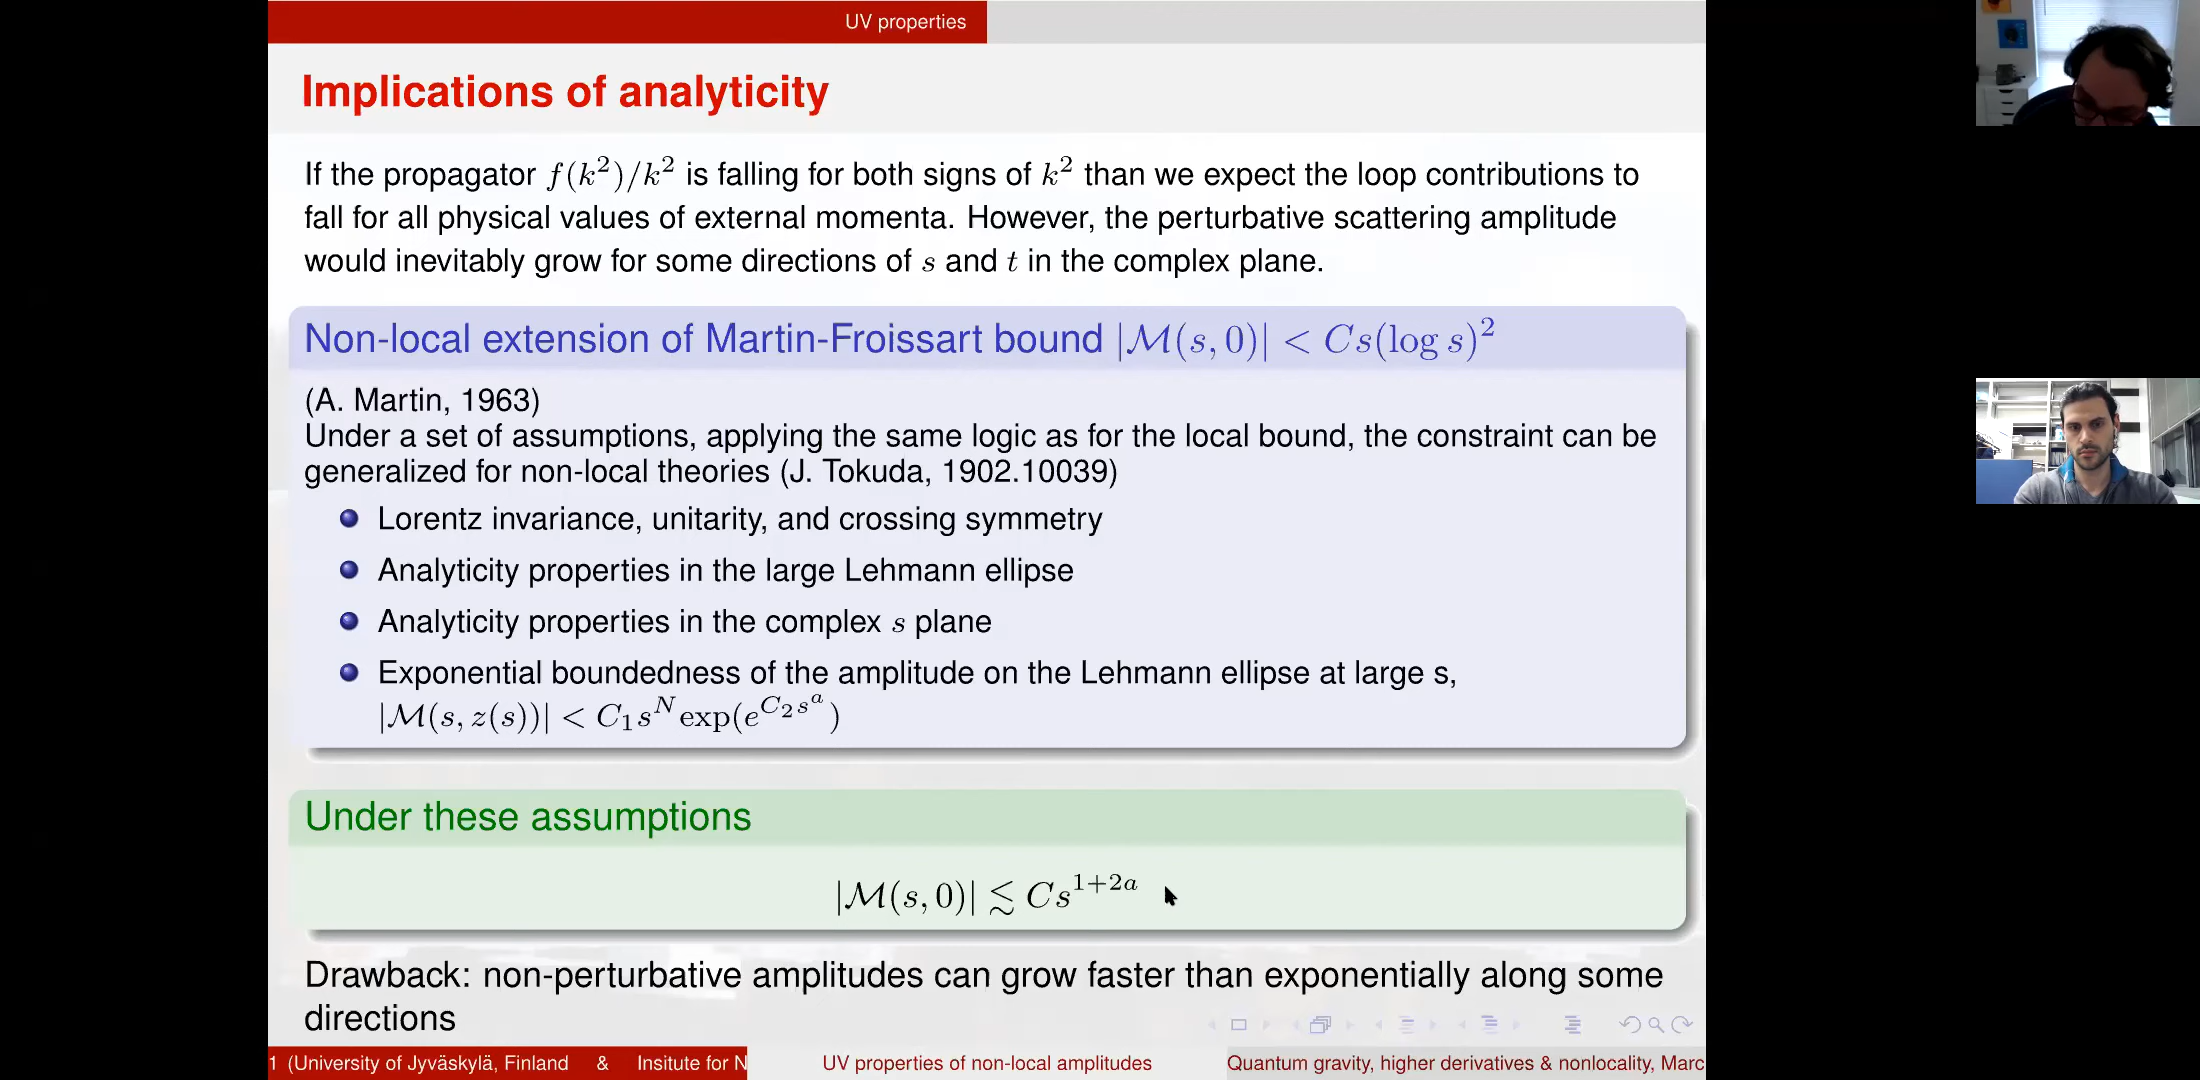 UV properties
Implications of analyticity
If the propagator f(k²)/k² is falling for both signs of k² than we expect the loop contributions to
fall for all physical values of external momenta. However, the perturbative scattering amplitude
would inevitably grow for some directions of s and t in the complex plane.
Non-local extension of Martin-Froissart bound |ℳ(s, 0)| < Cs(log s)²
(A. Martin, 1963)
Under a set of assumptions, applying the same logic as for the local bound, the constraint can be
generalized for non-local theories (J. Tokuda, 1902.10039)
Lorentz invariance, unitarity, and crossing symmetry
Analyticity properties in the large Lehmann ellipse
Analyticity properties in the complex s plane
Exponential boundedness of the amplitude on the Lehmann ellipse at large s,
|ℳ(s, z(s))| < C₁s^N exp(e^{C₂s^a})
Under these assumptions
|ℳ(s, 0)| ≲ Cs^{1+2a}
Drawback: non-perturbative amplitudes can grow faster than exponentially along some
directions
1 (University of Jyväskylä, Finland & Insitute for N
UV properties of non-local amplitudes
Quantum gravity, higher derivatives & nonlocality, Marc